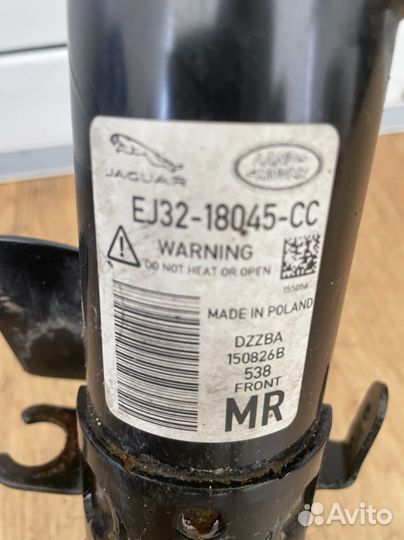 JAGUAR
LAND-ROVER
EJ32-18045-CC
WARNING
DO NOT HEAT OR OPEN
155056
MADE IN POLAND
DZZBA
150826B
538
FRONT
MR
Avito